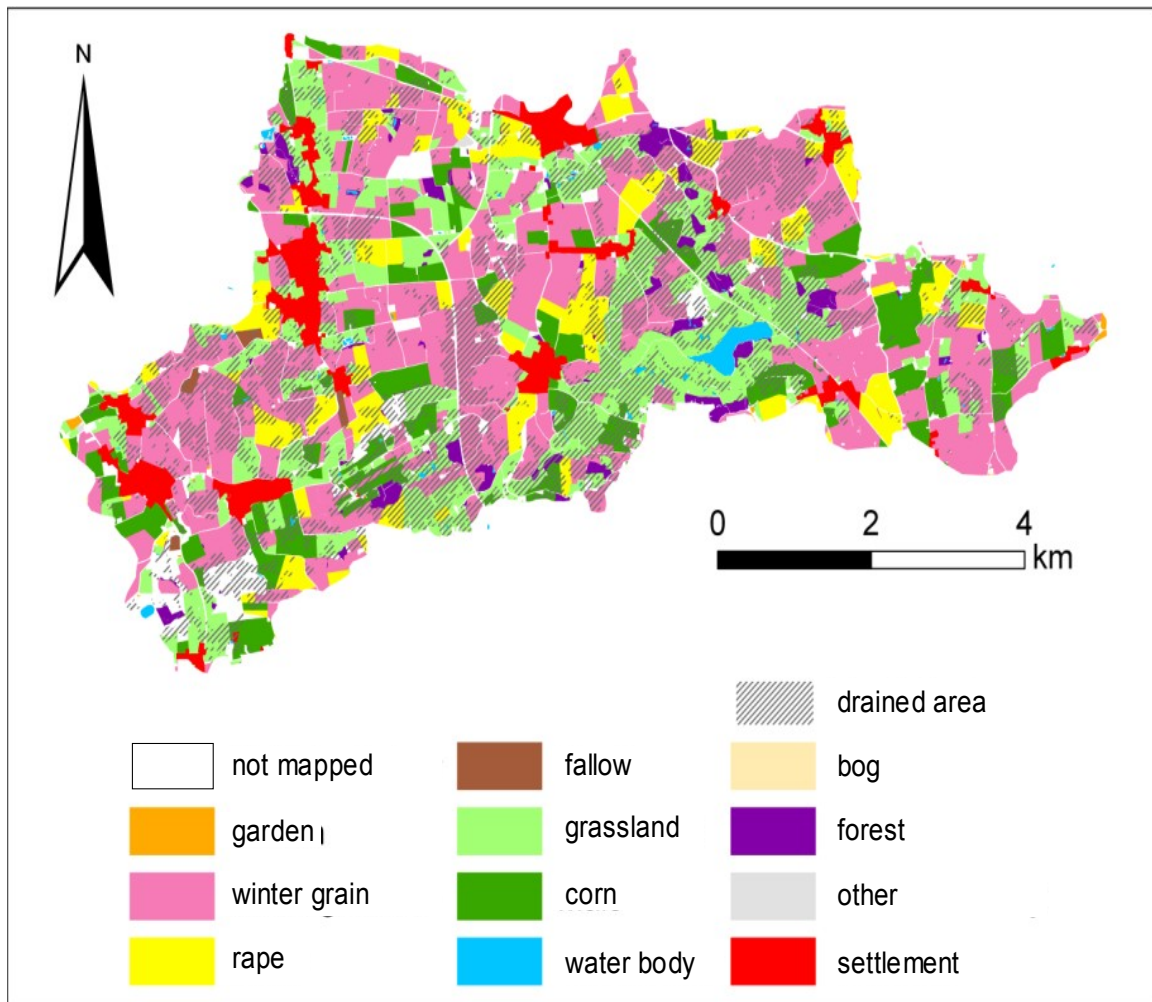 N
0 2 4
km
drained area
not mapped fallow bog
garden grassland forest
winter grain corn other
rape water body settlement